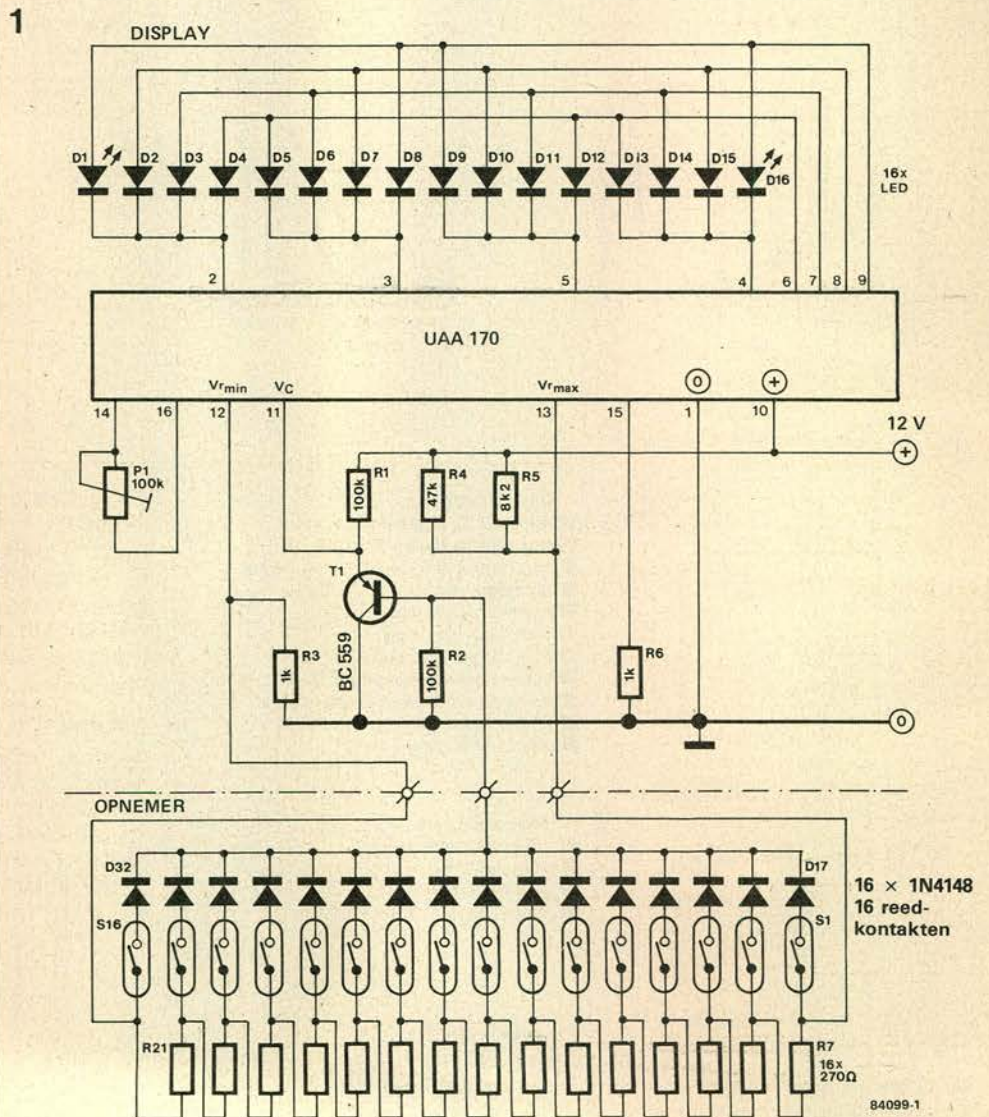 1
DISPLAY
D1 D2 D3 D4 D5 D6 D7 D8 D9 D10 D11 D12 D13 D14 D15 D16
16x
LED
2 3 5 4 6 7 8 9
UAA 170
Vrmin VC Vrmax 0 +
14 16 12 11 13 15 1 10
12 V
+
P1
100k
R1
100k
R4
47k
R5
8k2
T1
BC 559
R3
1k
R2
100k
R6
1k
0
OPNEMER
D32 D17
S16 S1
16 × 1N4148
16 reed-
kontakten
R21 R7
16x
270Ω
84099-1